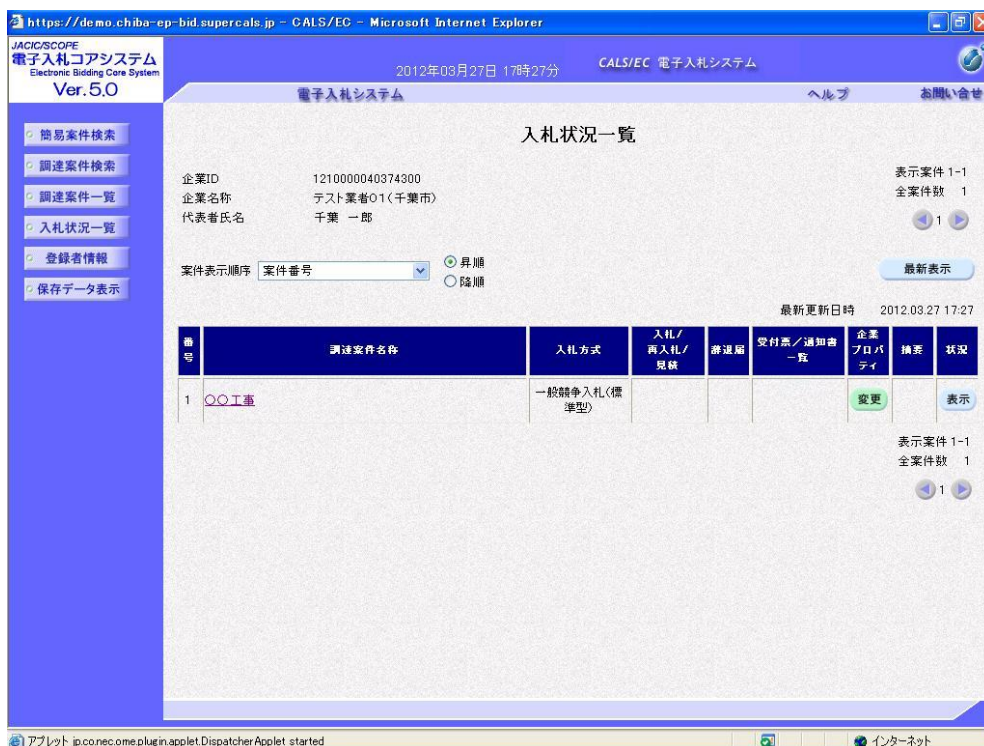 https://demo.chiba-ep-bid.supercals.jp - CALS/EC - Microsoft Internet Explorer
JACIC/SCOPE
電子入札コアシステム
Electronic Bidding Core System
Ver.5.0
2012年03月27日 17時27分
CALS/EC 電子入札システム
電子入札システム
ヘルプ
お問い合せ
簡易案件検索
調達案件検索
調達案件一覧
入札状況一覧
登録者情報
保存データ表示
入札状況一覧
企業ID 1210000040374300
企業名称 テスト業者01(千葉市)
代表者氏名 千葉 一郎
表示案件 1-1
全案件数 1
1
案件表示順序 案件番号
昇順
降順
最新表示
最新更新日時 2012.03.27 17:27
番号 調達案件名称 入札方式 入札/再入札/見積 辞退届 受付票/通知書一覧 企業プロパティ 摘要 状況
1 〇〇工事 一般競争入札(標準型) 変更 表示
表示案件 1-1
全案件数 1
1
アプレット jp.co.nec.ome.plugin.applet.DispatcherApplet started
インターネット